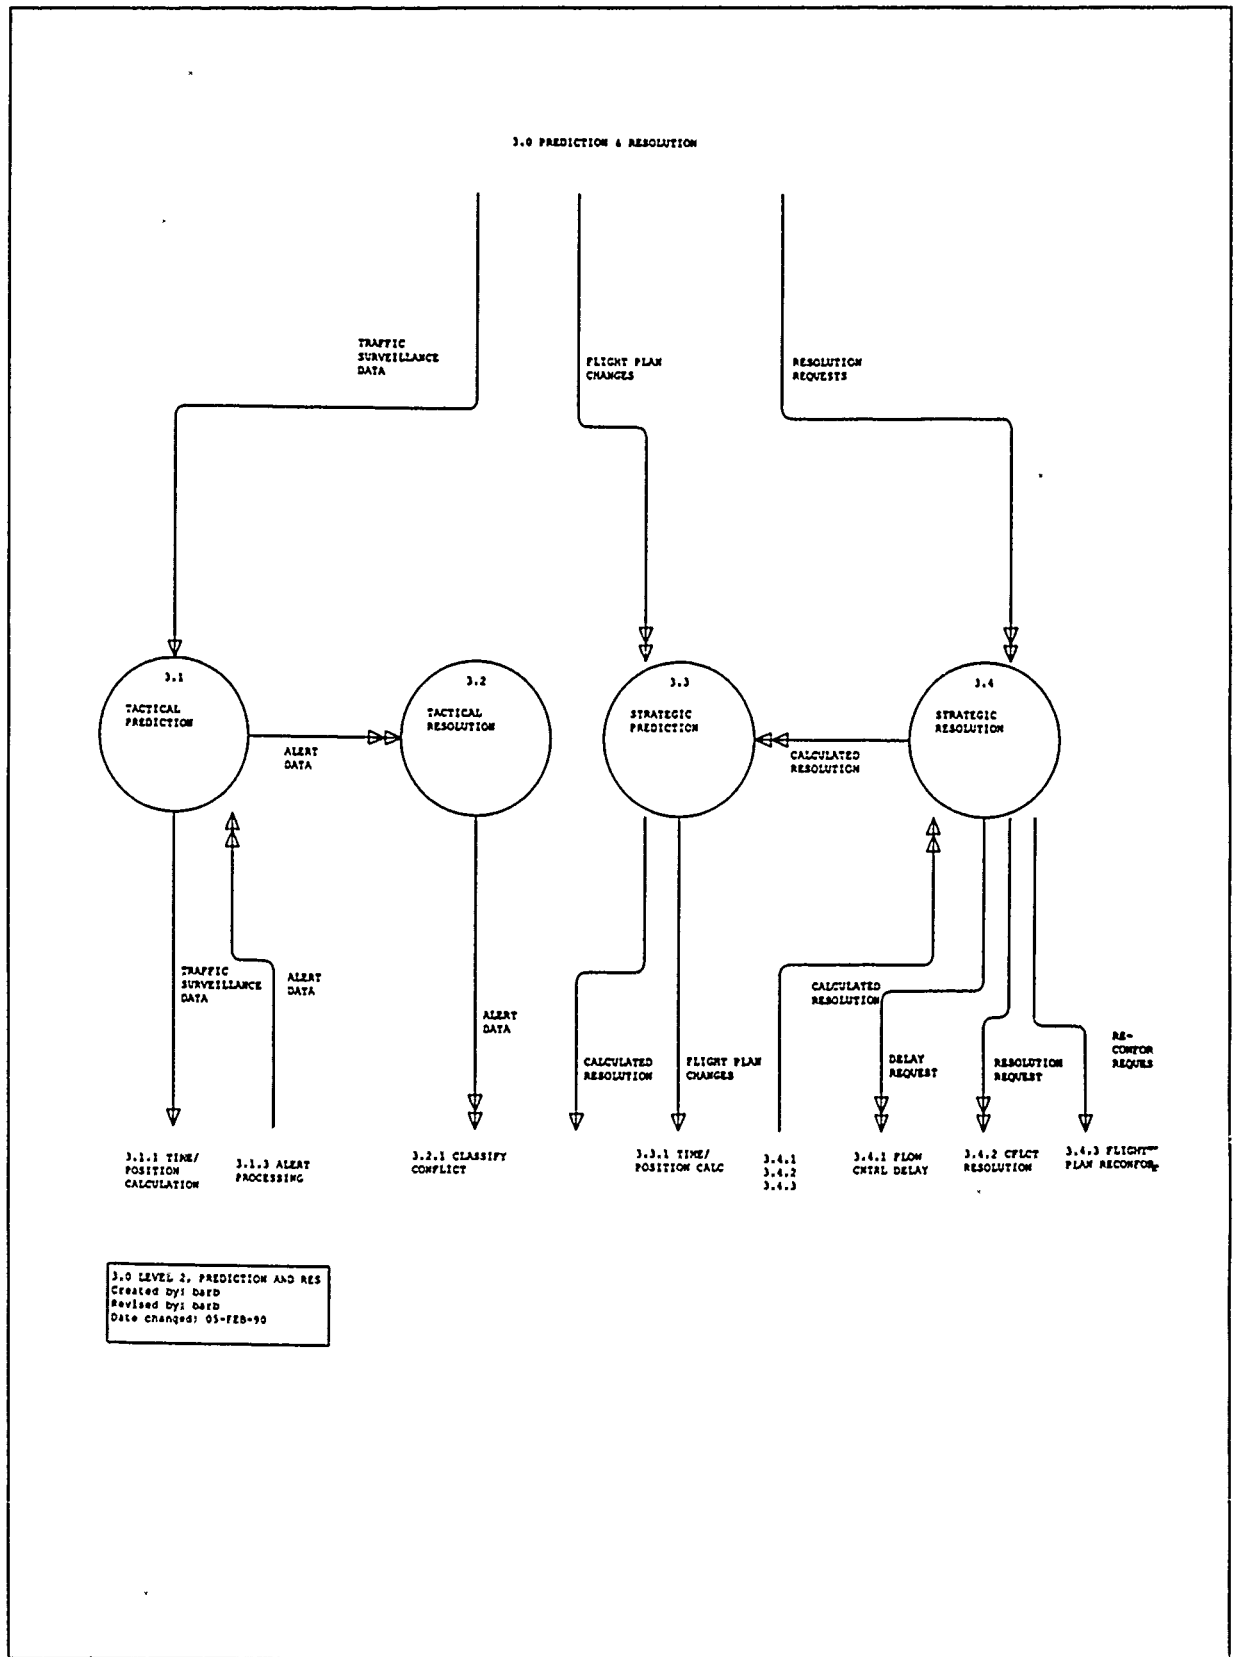 3.0 PREDICTION & RESOLUTION
TRAFFIC
SURVEILLANCE
DATA
FLIGHT PLAN
CHANGES
RESOLUTION
REQUESTS
3.1
TACTICAL
PREDICTION
3.2
TACTICAL
RESOLUTION
3.3
STRATEGIC
PREDICTION
3.4
STRATEGIC
RESOLUTION
ALERT
DATA
CALCULATED
RESOLUTION
TRAFFIC
SURVEILLANCE
DATA
ALERT
DATA
ALERT
DATA
CALCULATED
RESOLUTION
FLIGHT PLAN
CHANGES
CALCULATED
RESOLUTION
DELAY
REQUEST
RESOLUTION
REQUEST
RE-
CONFOR
REQUES
3.1.1 TIME/
POSITION
CALCULATION
3.1.3 ALERT
PROCESSING
3.2.1 CLASSIFY
CONFLICT
3.3.1 TIME/
POSITION CALC
3.4.1
3.4.2
3.4.3
3.4.1 FLOW
CNTRL DELAY
3.4.2 CFLCT
RESOLUTION
3.4.3 FLIGHT
PLAN RECONFOR
3.0 LEVEL 2, PREDICTION AND RES
Created by: barb
Revised by: barb
Date changed: 05-FEB-90